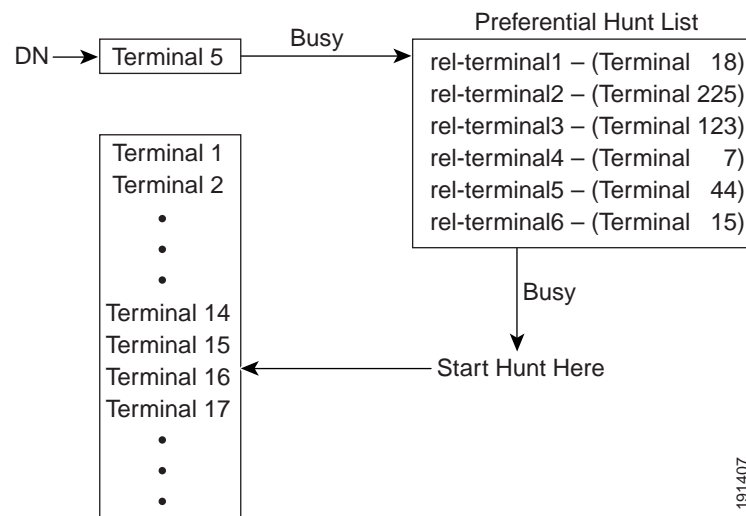 DN
Terminal 5
Busy
Preferential Hunt List
rel-terminal1 – (Terminal 18)
rel-terminal2 – (Terminal 225)
rel-terminal3 – (Terminal 123)
rel-terminal4 – (Terminal 7)
rel-terminal5 – (Terminal 44)
rel-terminal6 – (Terminal 15)
Busy
Start Hunt Here
Terminal 1
Terminal 2
Terminal 14
Terminal 15
Terminal 16
Terminal 17
191407